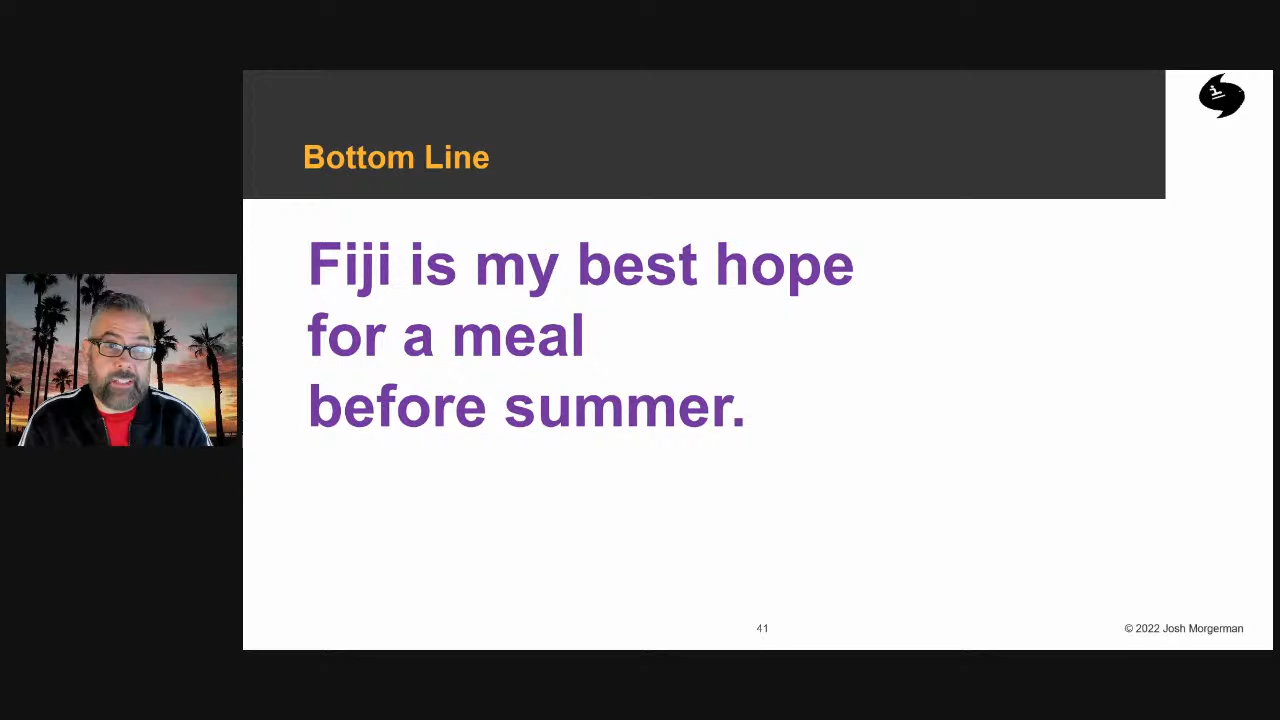 Bottom Line
Fiji is my best hope
for a meal
before summer.
41
© 2022 Josh Morgerman